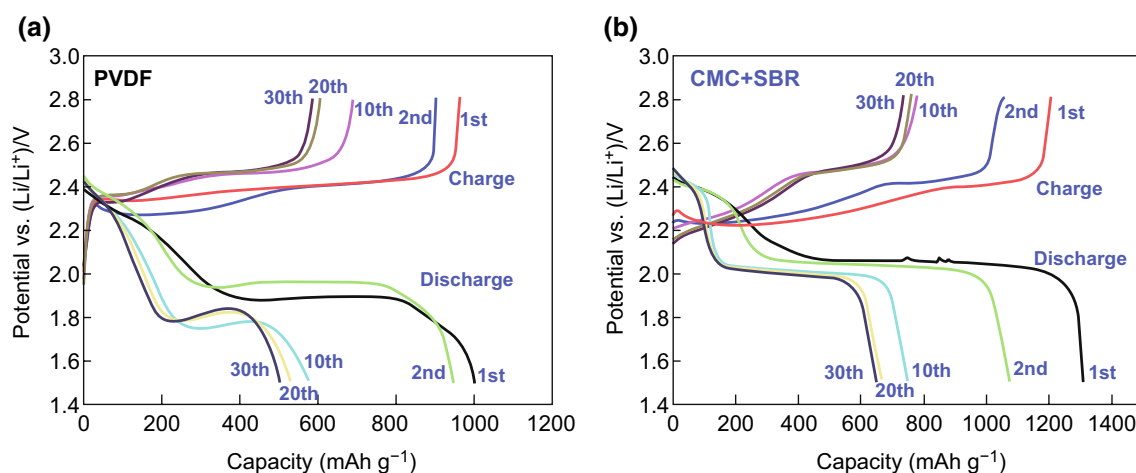 (a)
PVDF
3.0
2.8
2.6
2.4
2.2
2.0
1.8
1.6
1.4
Potential vs. (Li/Li⁺)/V
30th
20th
10th
2nd
1st
Charge
Discharge
30th
20th
10th
2nd
1st
0 200 400 600 800 1000 1200
Capacity (mAh g⁻¹)
(b)
CMC+SBR
3.0
2.8
2.6
2.4
2.2
2.0
1.8
1.6
1.4
Potential vs. (Li/Li⁺)/V
30th
20th
10th
2nd
1st
Charge
Discharge
30th
20th
10th
2nd
1st
0 200 400 600 800 1000 1200 1400
Capacity (mAh g⁻¹)